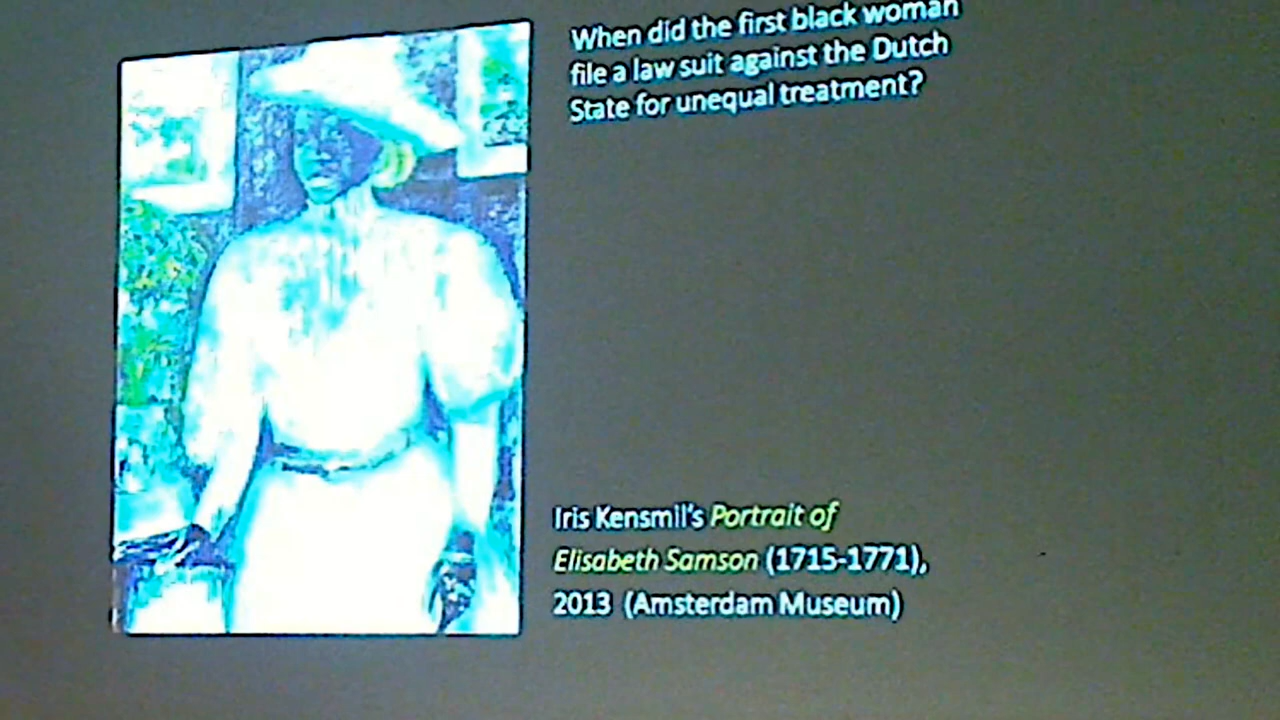 When did the first black woman
file a law suit against the Dutch
State for unequal treatment?
Iris Kensmil's Portrait of
Elisabeth Samson (1715-1771),
2013 (Amsterdam Museum)